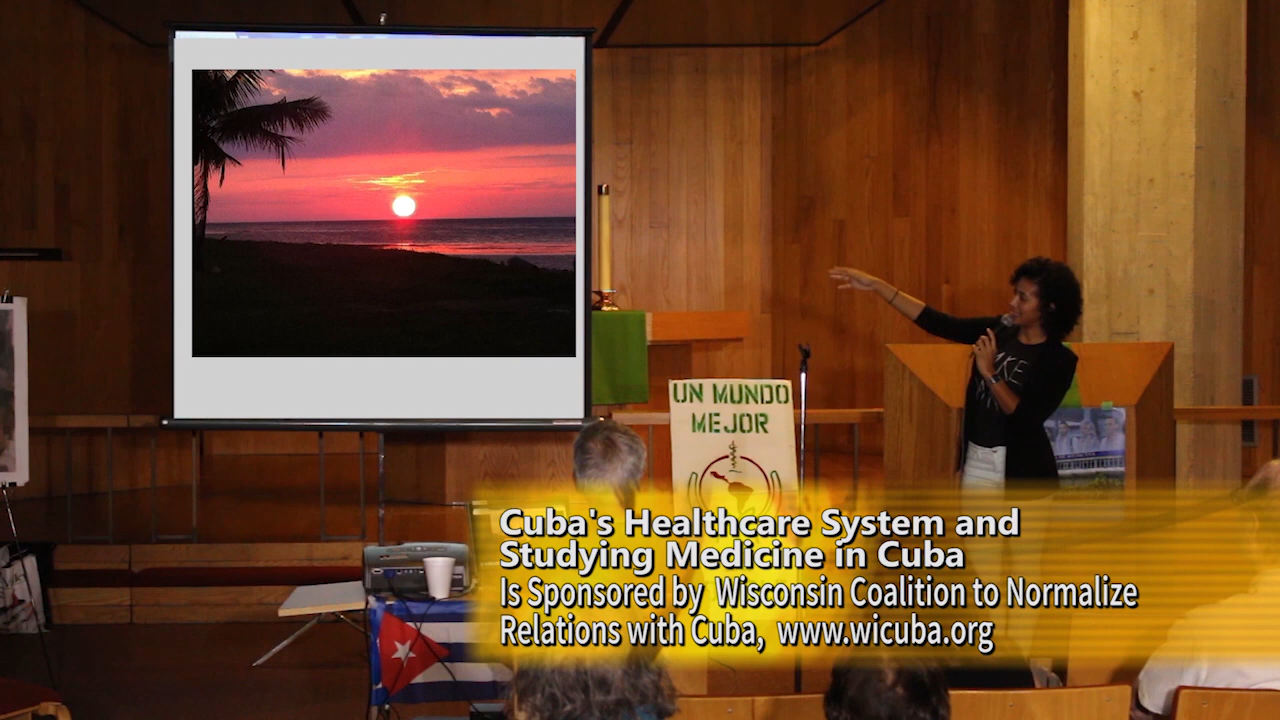 UN MUNDO
MEJOR
Cuba's Healthcare System and
Studying Medicine in Cuba
Is Sponsored by Wisconsin Coalition to Normalize
Relations with Cuba, www.wicuba.org